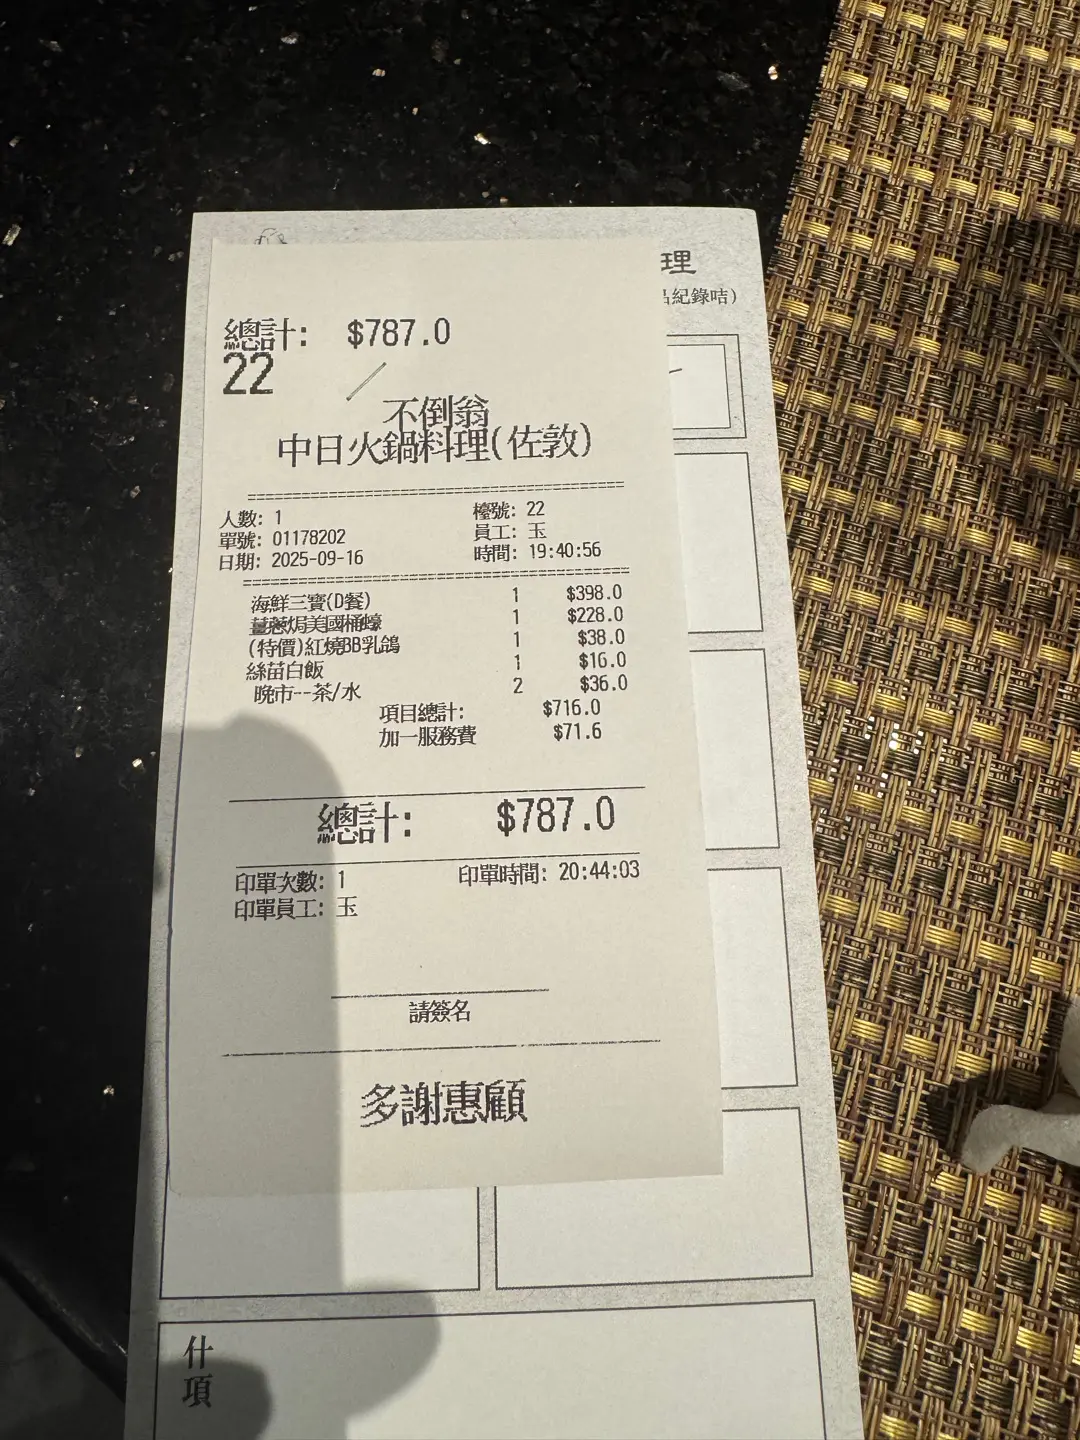 理
紀錄咭)
總計: $787.0
22
不倒翁
中日火鍋料理(佐敦)
人數: 1 檯號: 22
單號: 01178202 員工: 玉
日期: 2025-09-16 時間: 19:40:56
海鮮三寶(D餐) 1 $398.0
薑蔥焗美國桶蠔 1 $228.0
(特價)紅燒BB乳鴿 1 $38.0
絲苗白飯 1 $16.0
晚市--茶/水 2 $36.0
項目總計: $716.0
加一服務費 $71.6
總計: $787.0
印單次數: 1 印單時間: 20:44:03
印單員工: 玉
請簽名
多謝惠顧
什項